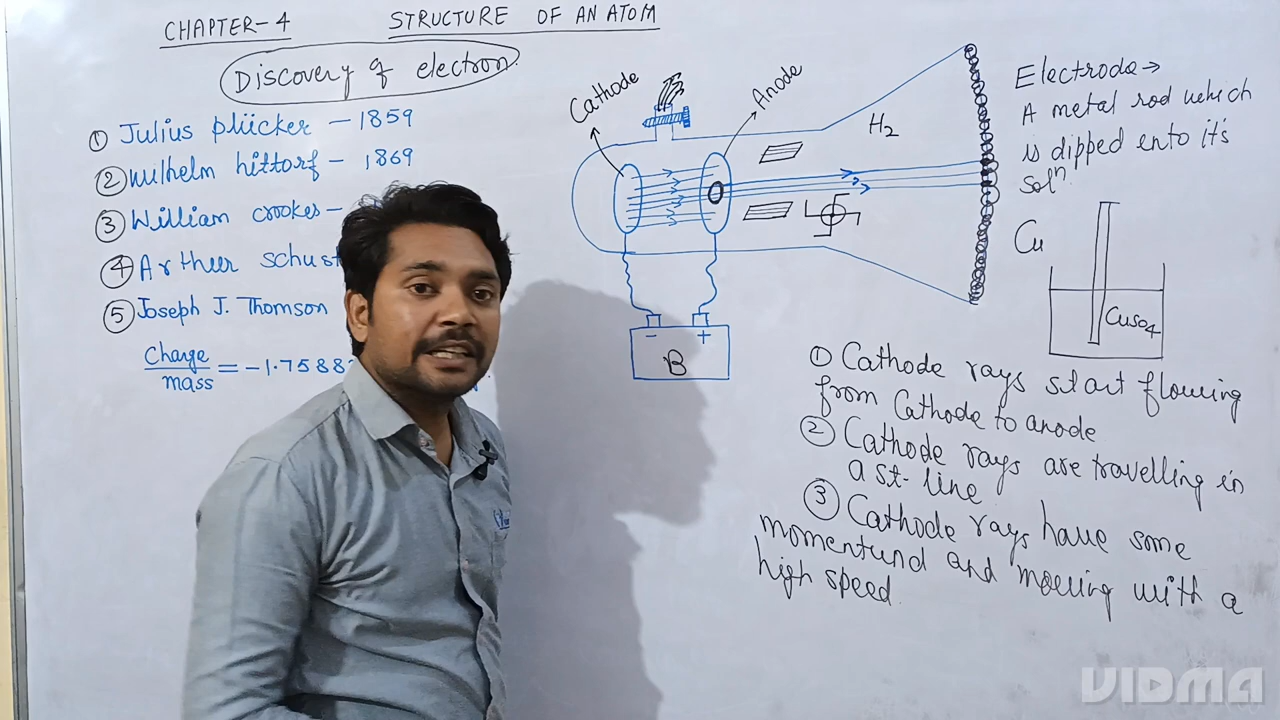 CHAPTER-4 STRUCTURE OF AN ATOM
Discovery of electron
① Julius plücker - 1859
② Wilhelm hittorf - 1869
③ William crookes -
④ Arther schust
⑤ Joseph J. Thomson
Charge/mass = -1.7588
Cathode
Anode
H2
- +
B
Electrode →
A metal rod which
is dipped ento it's
Solⁿ.
Cu
CuSO4
① Cathode rays start flowing
from Cathode to anode
② Cathode rays are travelling in
a st-line
③ Cathode rays have some
momentund and moving with a
high speed.
VIDMA